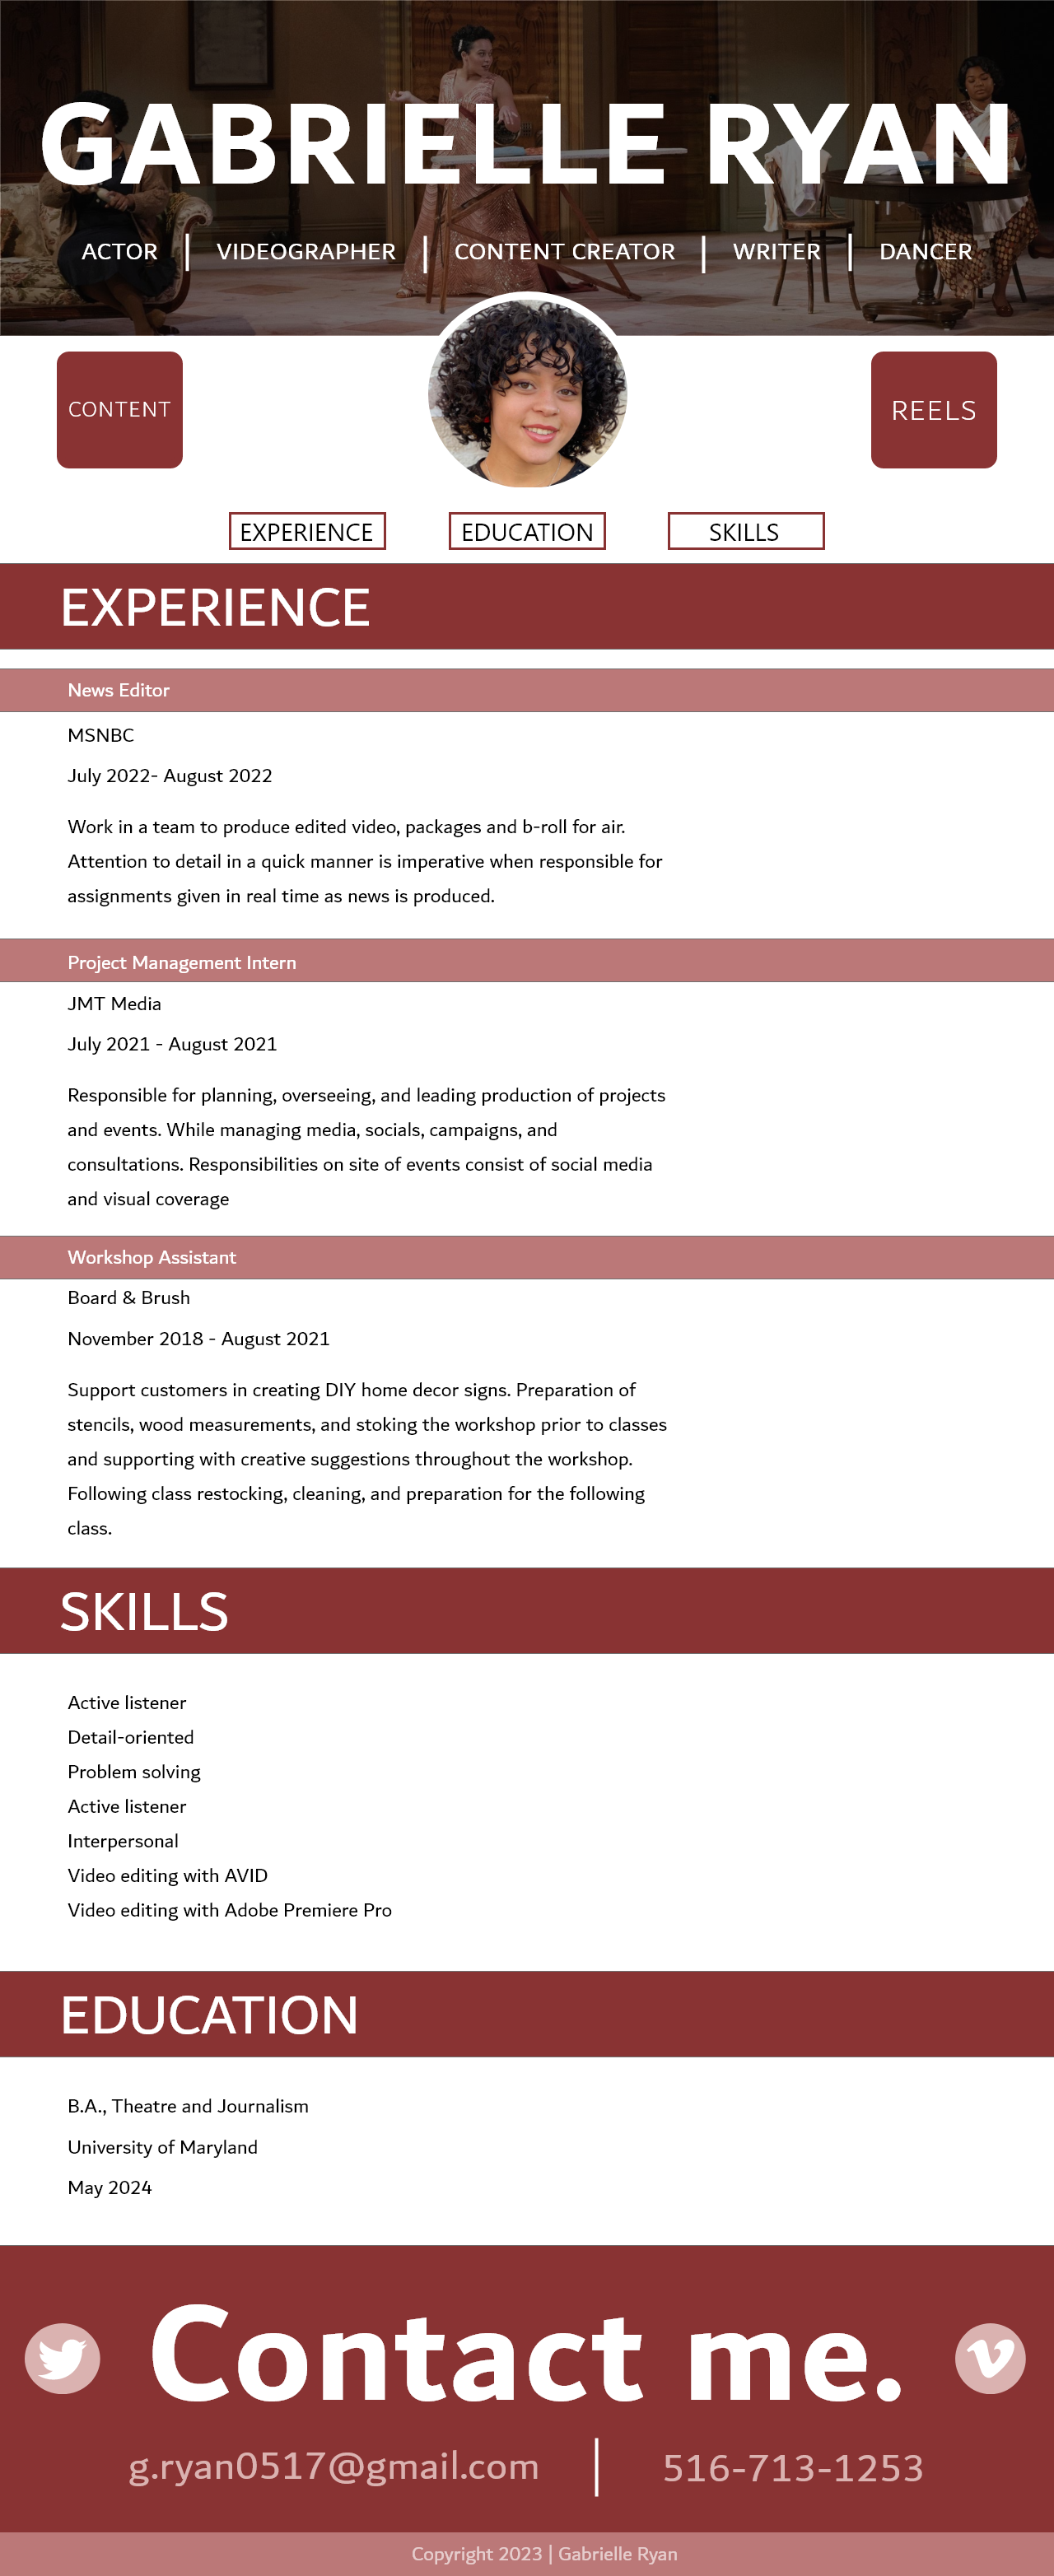 GABRIELLE RYAN
ACTOR | VIDEOGRAPHER | CONTENT CREATOR | WRITER | DANCER
CONTENT
REELS
EXPERIENCE
EDUCATION
SKILLS
EXPERIENCE
News Editor
MSNBC
July 2022- August 2022
Work in a team to produce edited video, packages and b-roll for air.
Attention to detail in a quick manner is imperative when responsible for
assignments given in real time as news is produced.
Project Management Intern
JMT Media
July 2021 - August 2021
Responsible for planning, overseeing, and leading production of projects
and events. While managing media, socials, campaigns, and
consultations. Responsibilities on site of events consist of social media
and visual coverage
Workshop Assistant
Board & Brush
November 2018 - August 2021
Support customers in creating DIY home decor signs. Preparation of
stencils, wood measurements, and stoking the workshop prior to classes
and supporting with creative suggestions throughout the workshop.
Following class restocking, cleaning, and preparation for the following
class.
SKILLS
Active listener
Detail-oriented
Problem solving
Active listener
Interpersonal
Video editing with AVID
Video editing with Adobe Premiere Pro
EDUCATION
B.A., Theatre and Journalism
University of Maryland
May 2024
Contact me.
g.ryan0517@gmail.com | 516-713-1253
Copyright 2023 | Gabrielle Ryan